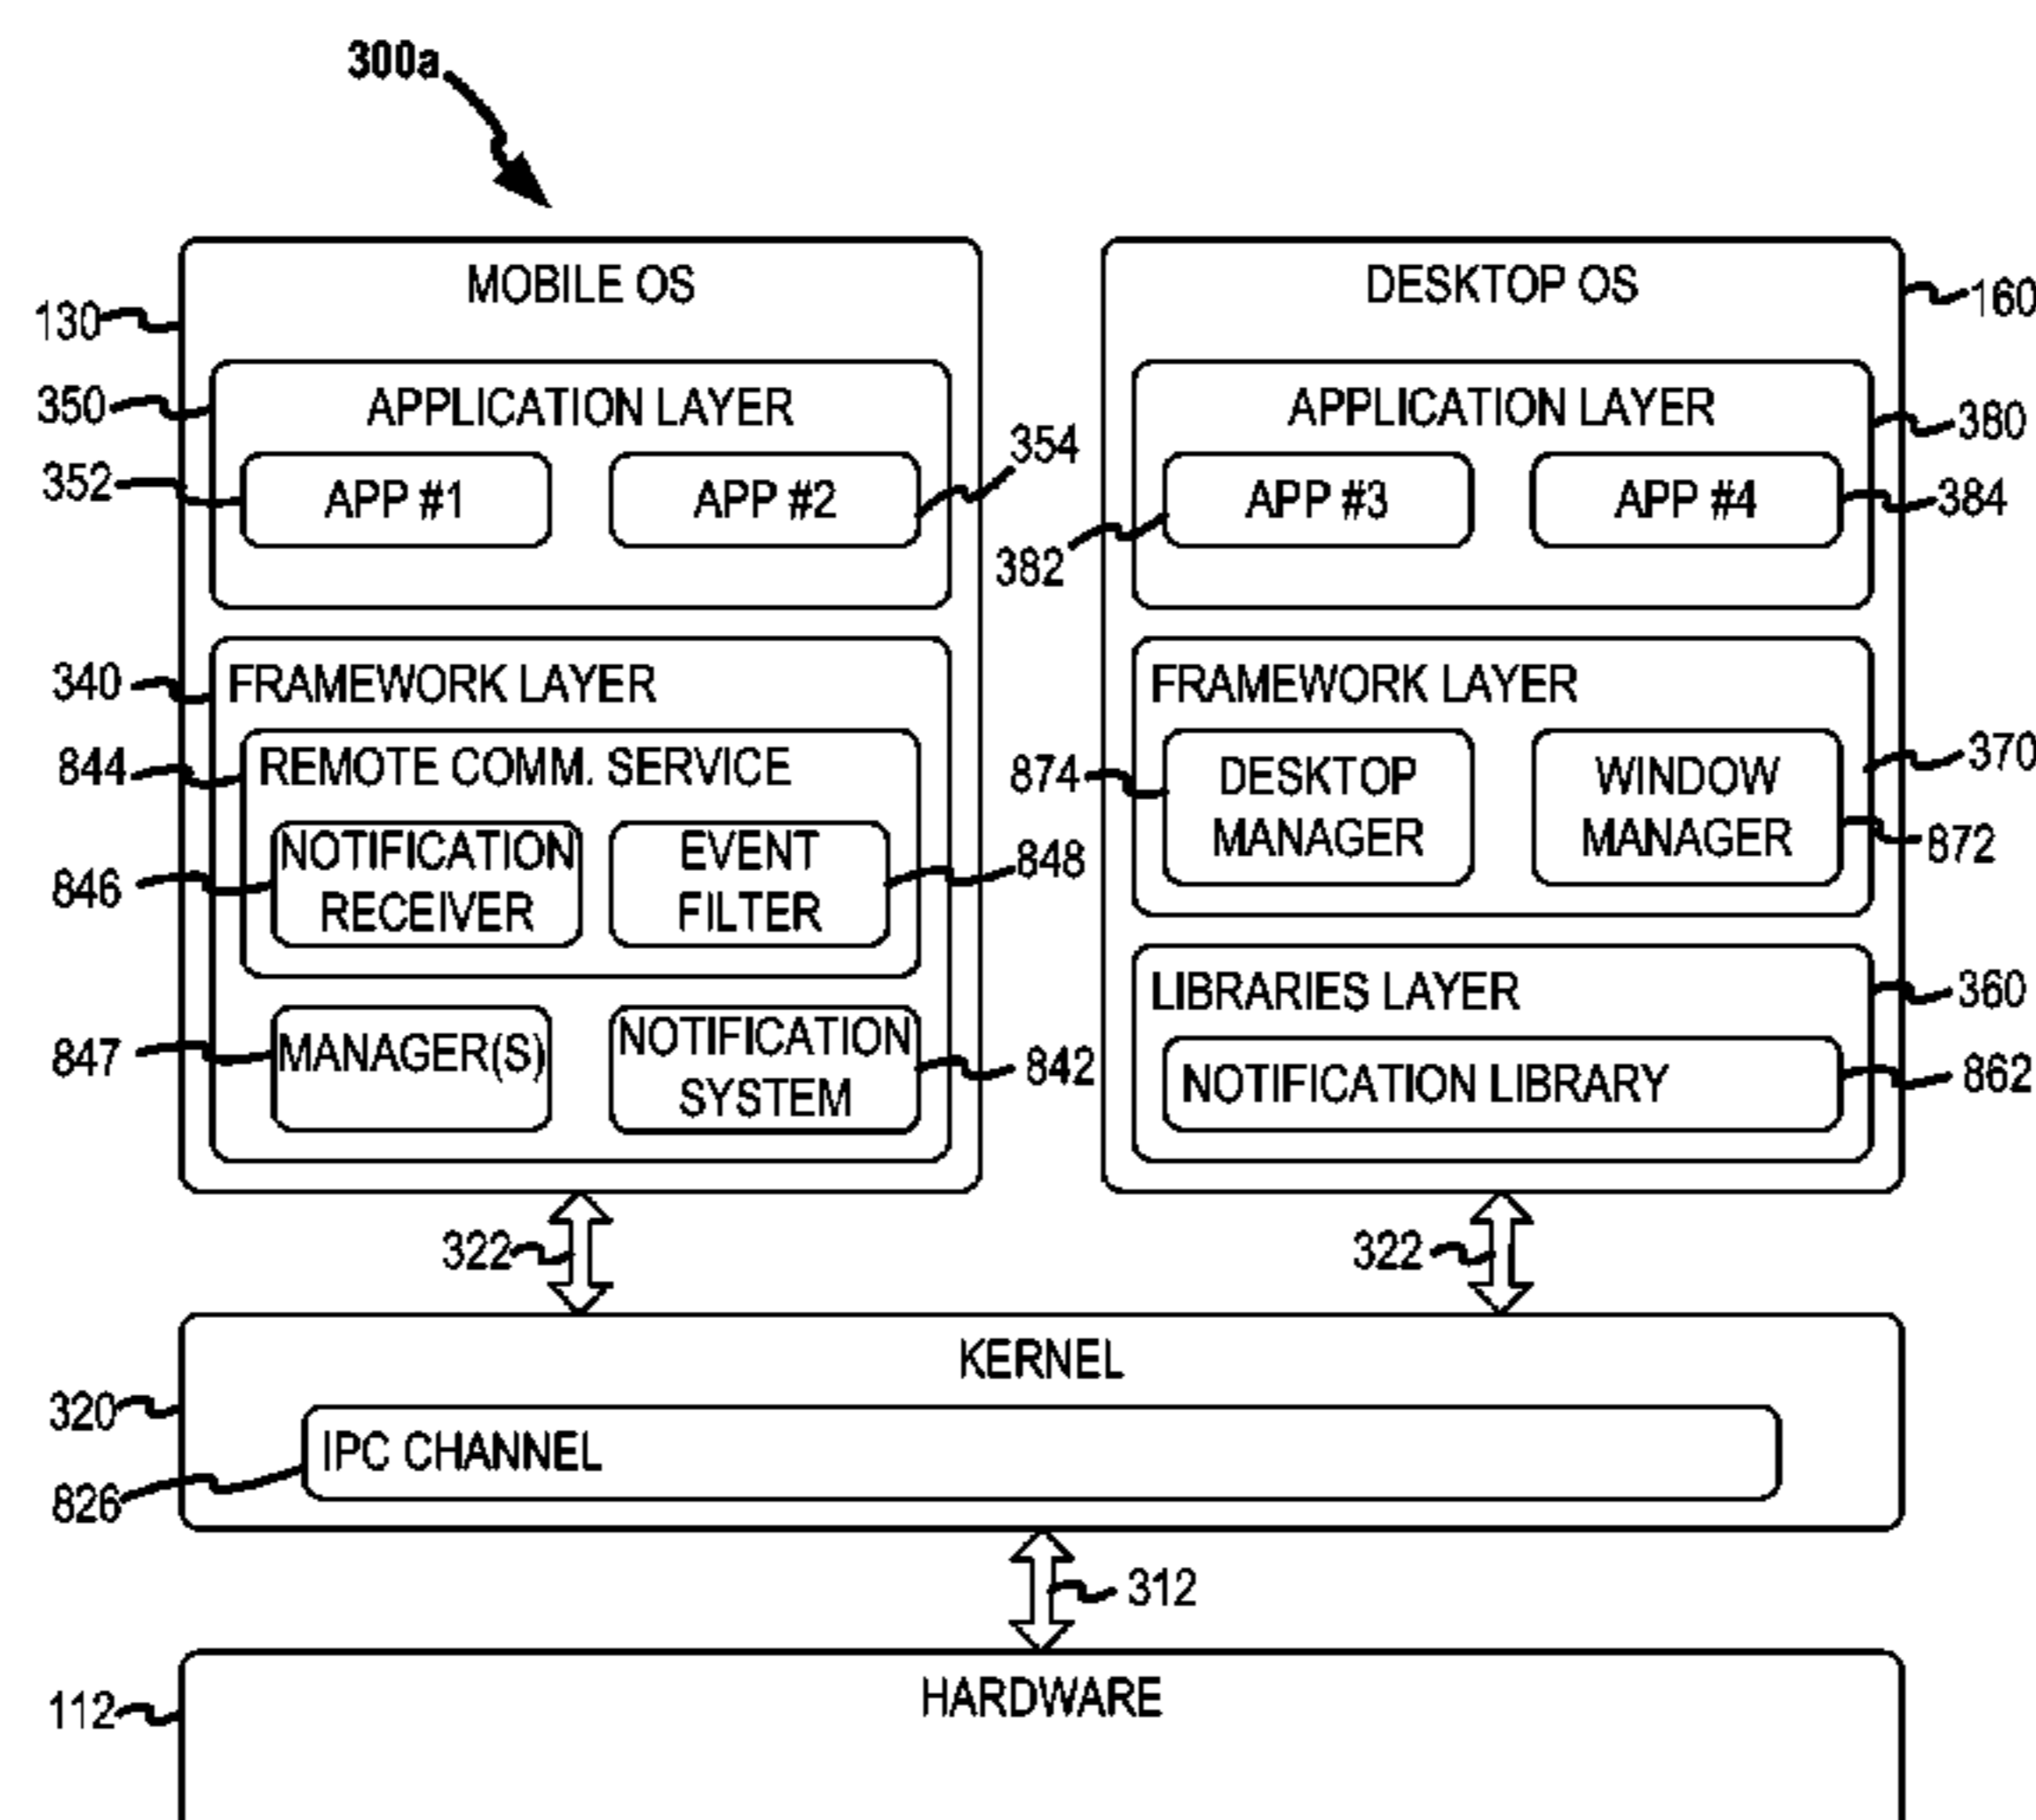 300a
MOBILE OS
130
350
APPLICATION LAYER
352
APP #1
APP #2
354
340
FRAMEWORK LAYER
844
REMOTE COMM. SERVICE
846
NOTIFICATION
RECEIVER
EVENT
FILTER
848
847
MANAGER(S)
NOTIFICATION
SYSTEM
842
DESKTOP OS
160
APPLICATION LAYER
380
382
APP #3
APP #4
384
FRAMEWORK LAYER
370
874
DESKTOP
MANAGER
WINDOW
MANAGER
872
LIBRARIES LAYER
360
NOTIFICATION LIBRARY
862
322
322
KERNEL
320
IPC CHANNEL
826
312
HARDWARE
112